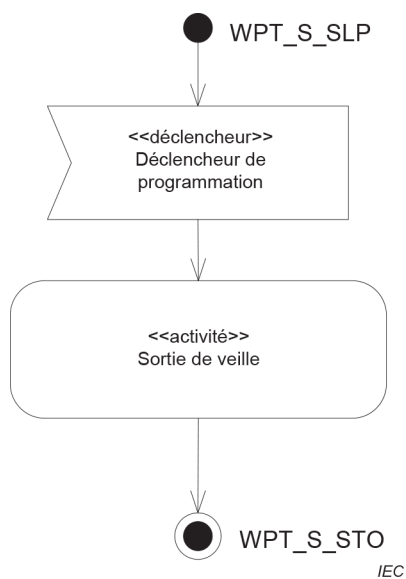 WPT_S_SLP
<<déclencheur>>
Déclencheur de
programmation
<<activité>>
Sortie de veille
WPT_S_STO
IEC